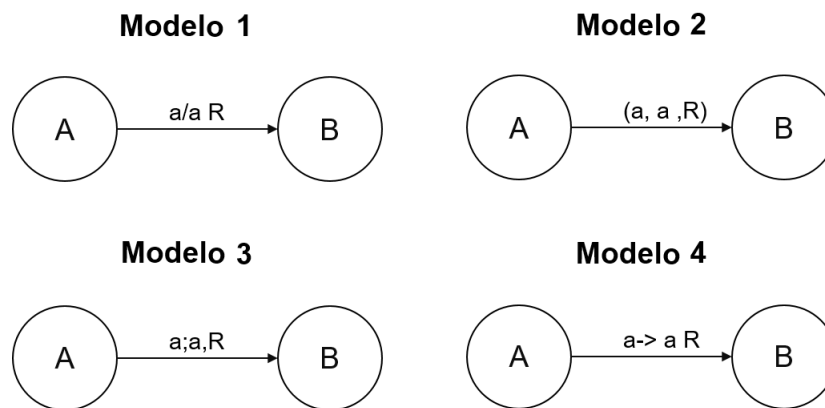 Modelo 1
A
a/a R
B
Modelo 2
A
(a, a ,R)
B
Modelo 3
A
a;a,R
B
Modelo 4
A
a-> a R
B